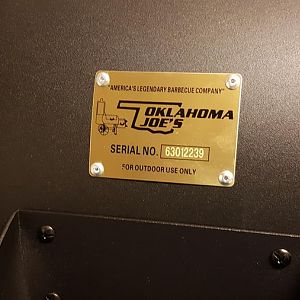 "AMERICA'S LEGENDARY BARBECUE COMPANY"
OKLAHOMA
JOE'S
SERIAL NO. 63012239
FOR OUTDOOR USE ONLY